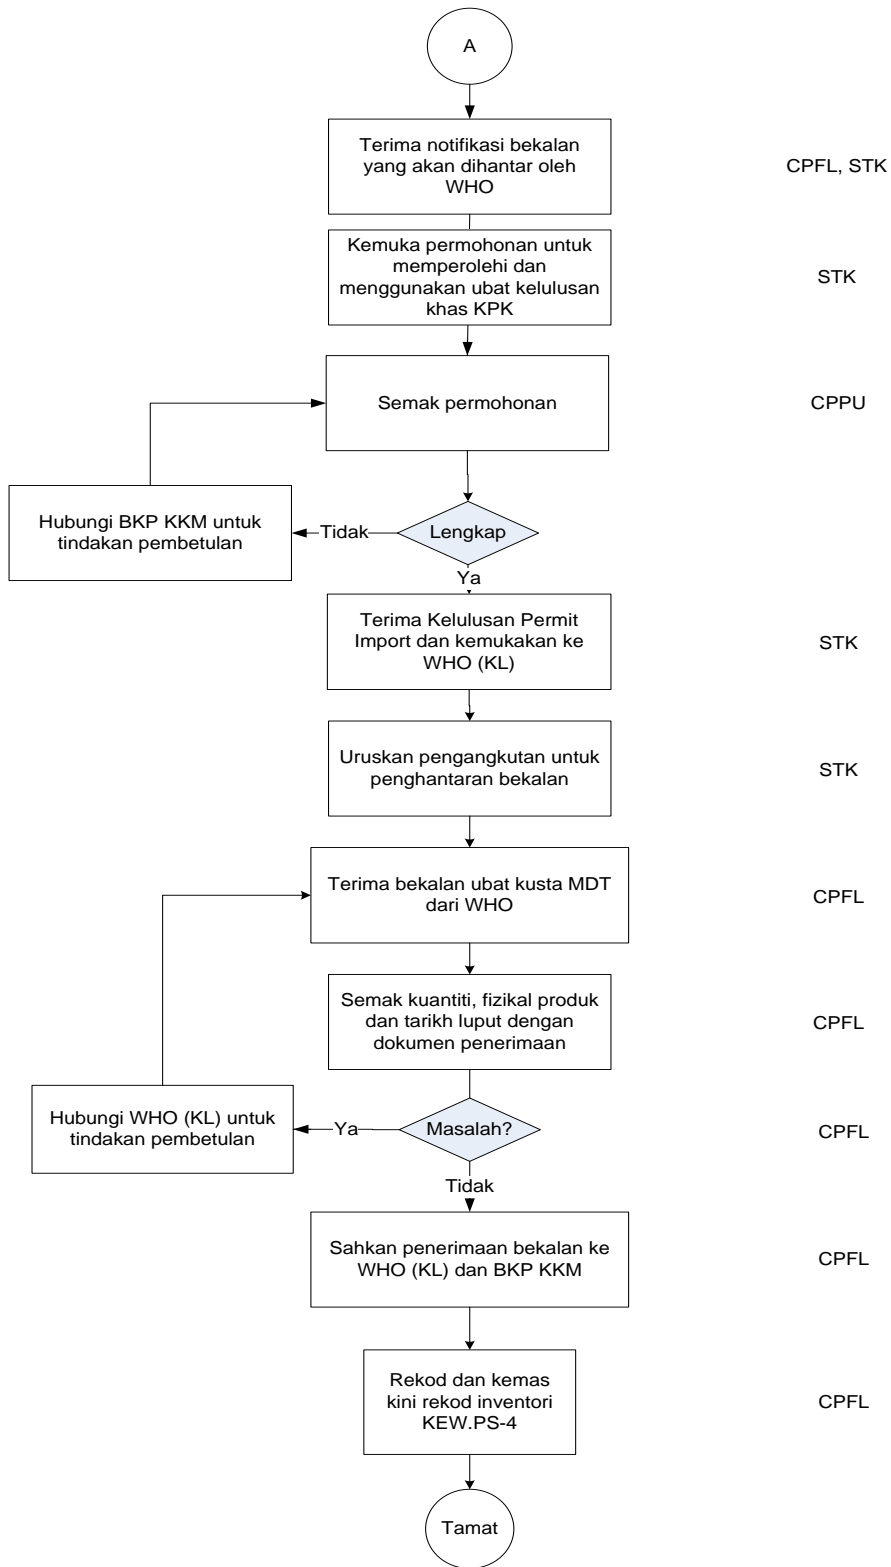 A
Terima notifikasi bekalan
yang akan dihantar oleh
WHO
CPFL, STK
Kemuka permohonan untuk
memperolehi dan
menggunakan ubat kelulusan
khas KPK
STK
Semak permohonan
CPPU
Hubungi BKP KKM untuk
tindakan pembetulan
Tidak
Lengkap
Ya
Terima Kelulusan Permit
Import dan kemukakan ke
WHO (KL)
STK
Uruskan pengangkutan untuk
penghantaran bekalan
STK
Terima bekalan ubat kusta MDT
dari WHO
CPFL
Semak kuantiti, fizikal produk
dan tarikh luput dengan
dokumen penerimaan
CPFL
Hubungi WHO (KL) untuk
tindakan pembetulan
Ya
Masalah?
CPFL
Tidak
Sahkan penerimaan bekalan ke
WHO (KL) dan BKP KKM
CPFL
Rekod dan kemas
kini rekod inventori
KEW.PS-4
CPFL
Tamat